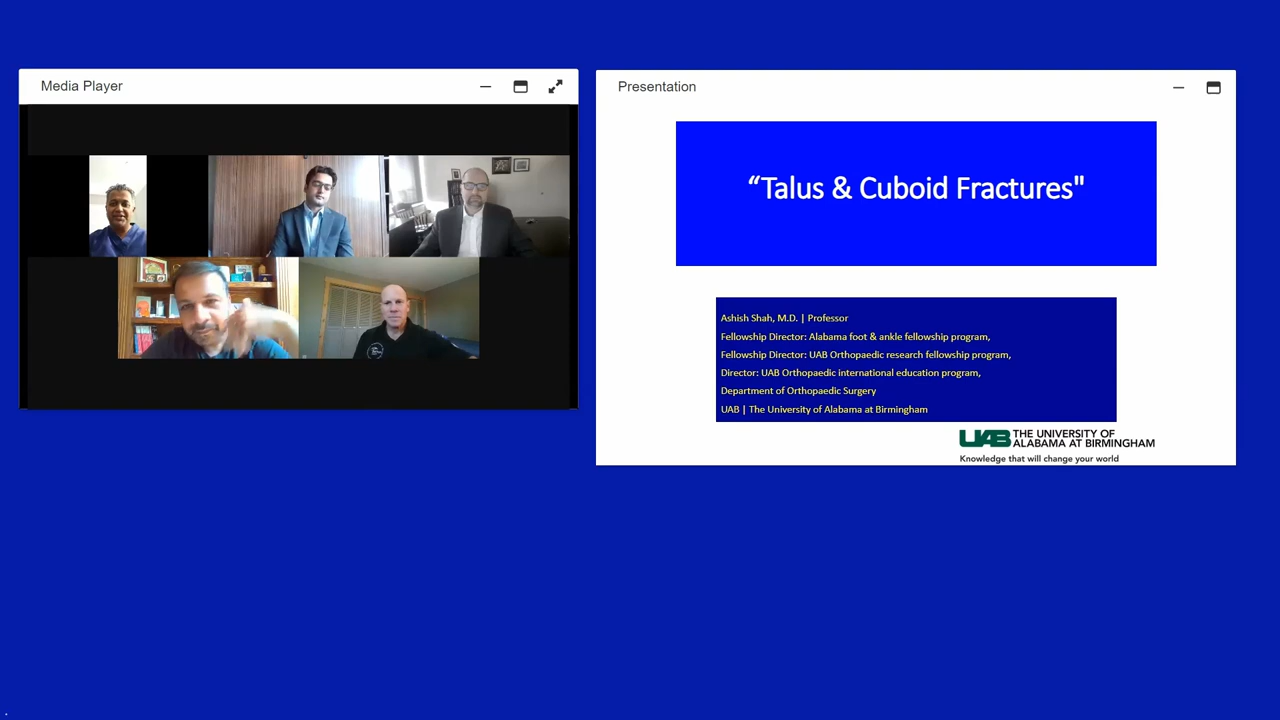 Media Player
Presentation
“Talus & Cuboid Fractures"
Ashish Shah, M.D. | Professor
Fellowship Director: Alabama foot & ankle fellowship program,
Fellowship Director: UAB Orthopaedic research fellowship program,
Director: UAB Orthopaedic international education program,
Department of Orthopaedic Surgery
UAB | The University of Alabama at Birmingham
UAB THE UNIVERSITY OF
ALABAMA AT BIRMINGHAM
Knowledge that will change your world